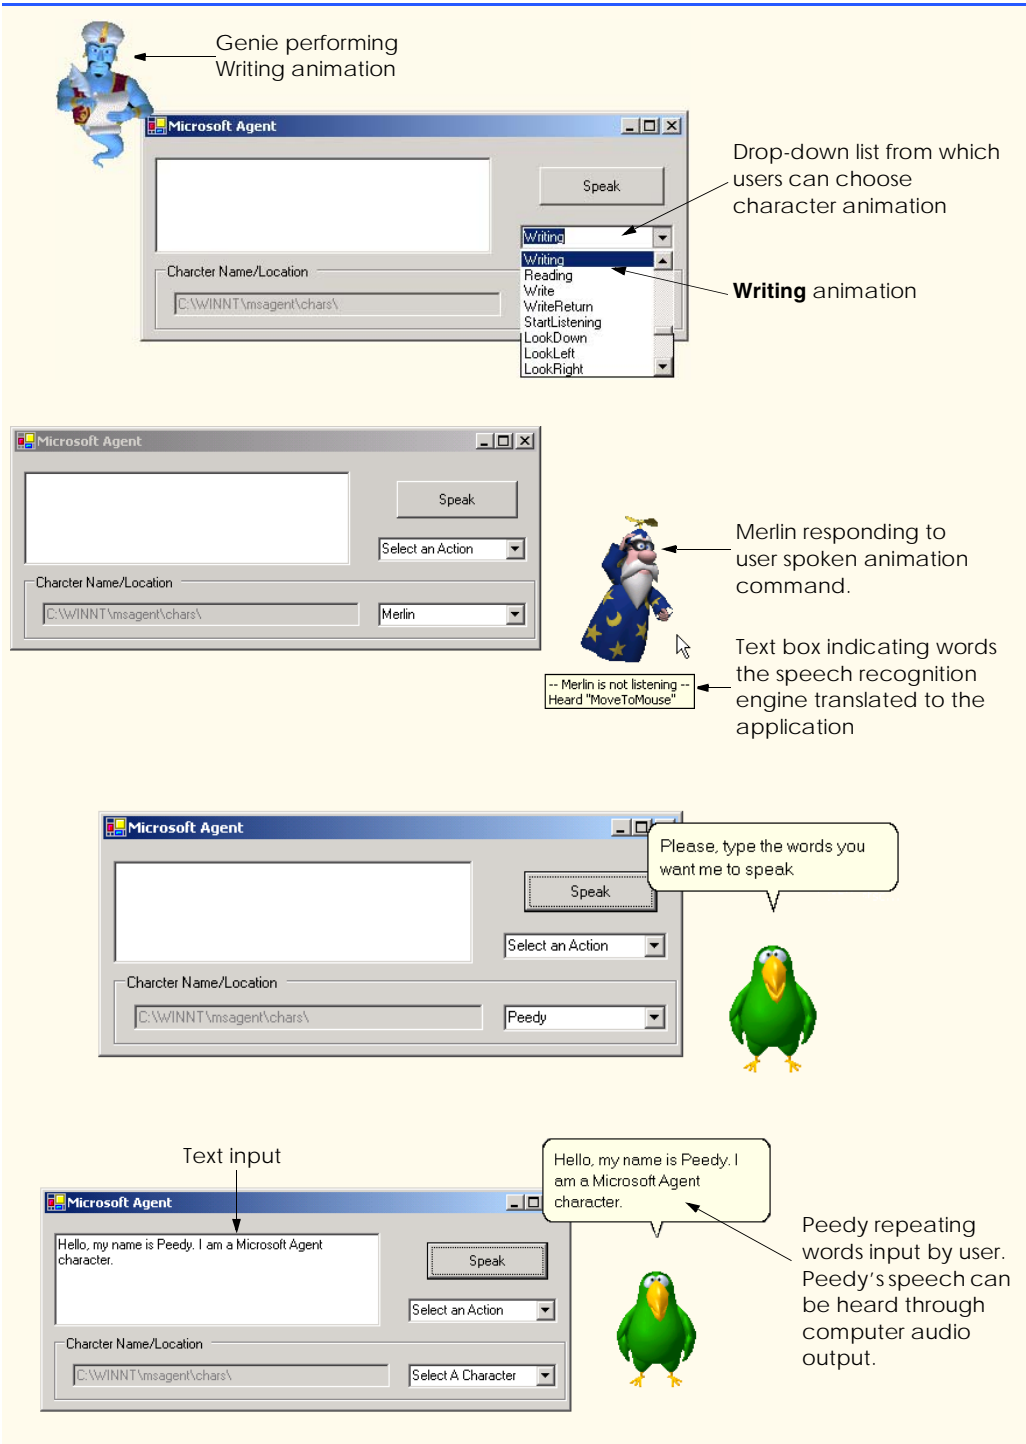 Genie performing
Writing animation
Microsoft Agent
Speak
Drop-down list from which
users can choose
character animation
Writing
Writing
Reading
Write
WriteReturn
StartListening
LookDown
LookLeft
LookRight
Writing animation
Charcter Name/Location
C:\WINNT\msagent\chars\
Microsoft Agent
Speak
Select an Action
Charcter Name/Location
C:\WINNT\msagent\chars\
Merlin
Merlin responding to
user spoken animation
command.
-- Merlin is not listening --
Heard "MoveToMouse"
Text box indicating words
the speech recognition
engine translated to the
application
Microsoft Agent
Please, type the words you
want me to speak
Speak
Select an Action
Charcter Name/Location
C:\WINNT\msagent\chars\
Peedy
Text input
Hello, my name is Peedy. I
am a Microsoft Agent
character.
Microsoft Agent
Hello, my name is Peedy. I am a Microsoft Agent
character.
Speak
Select an Action
Charcter Name/Location
C:\WINNT\msagent\chars\
Select A Character
Peedy repeating
words input by user.
Peedy’s speech can
be heard through
computer audio
output.